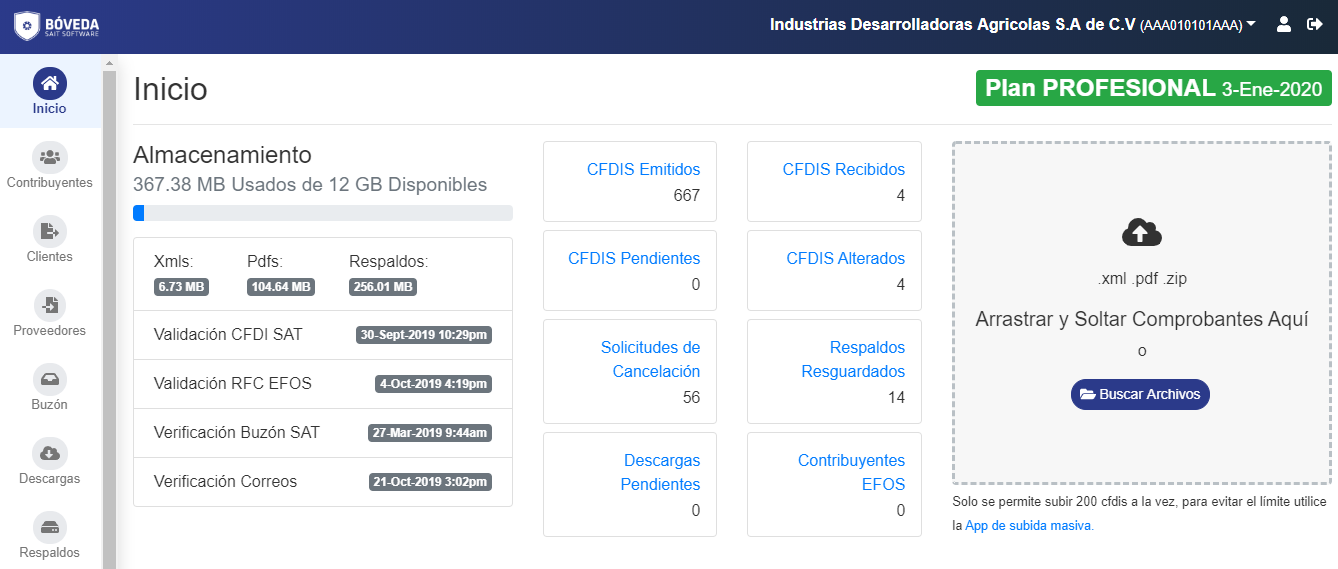 BÓVEDA
SAIT SOFTWARE
Industrias Desarrolladoras Agricolas S.A de C.V (AAA010101AAA)
Inicio
Contribuyentes
Clientes
Proveedores
Buzón
Descargas
Respaldos
Inicio
Plan PROFESIONAL 3-Ene-2020
Almacenamiento
367.38 MB Usados de 12 GB Disponibles
Xmls: Pdfs: Respaldos:
6.73 MB 104.64 MB 256.01 MB
Validación CFDI SAT 30-Sept-2019 10:29pm
Validación RFC EFOS 4-Oct-2019 4:19pm
Verificación Buzón SAT 27-Mar-2019 9:44am
Verificación Correos 21-Oct-2019 3:02pm
CFDIS Emitidos
667
CFDIS Recibidos
4
CFDIS Pendientes
0
CFDIS Alterados
4
Solicitudes de
Cancelación
56
Respaldos
Resguardados
14
Descargas
Pendientes
0
Contribuyentes
EFOS
0
.xml .pdf .zip
Arrastrar y Soltar Comprobantes Aquí
o
Buscar Archivos
Solo se permite subir 200 cfdis a la vez, para evitar el límite utilice
la App de subida masiva.